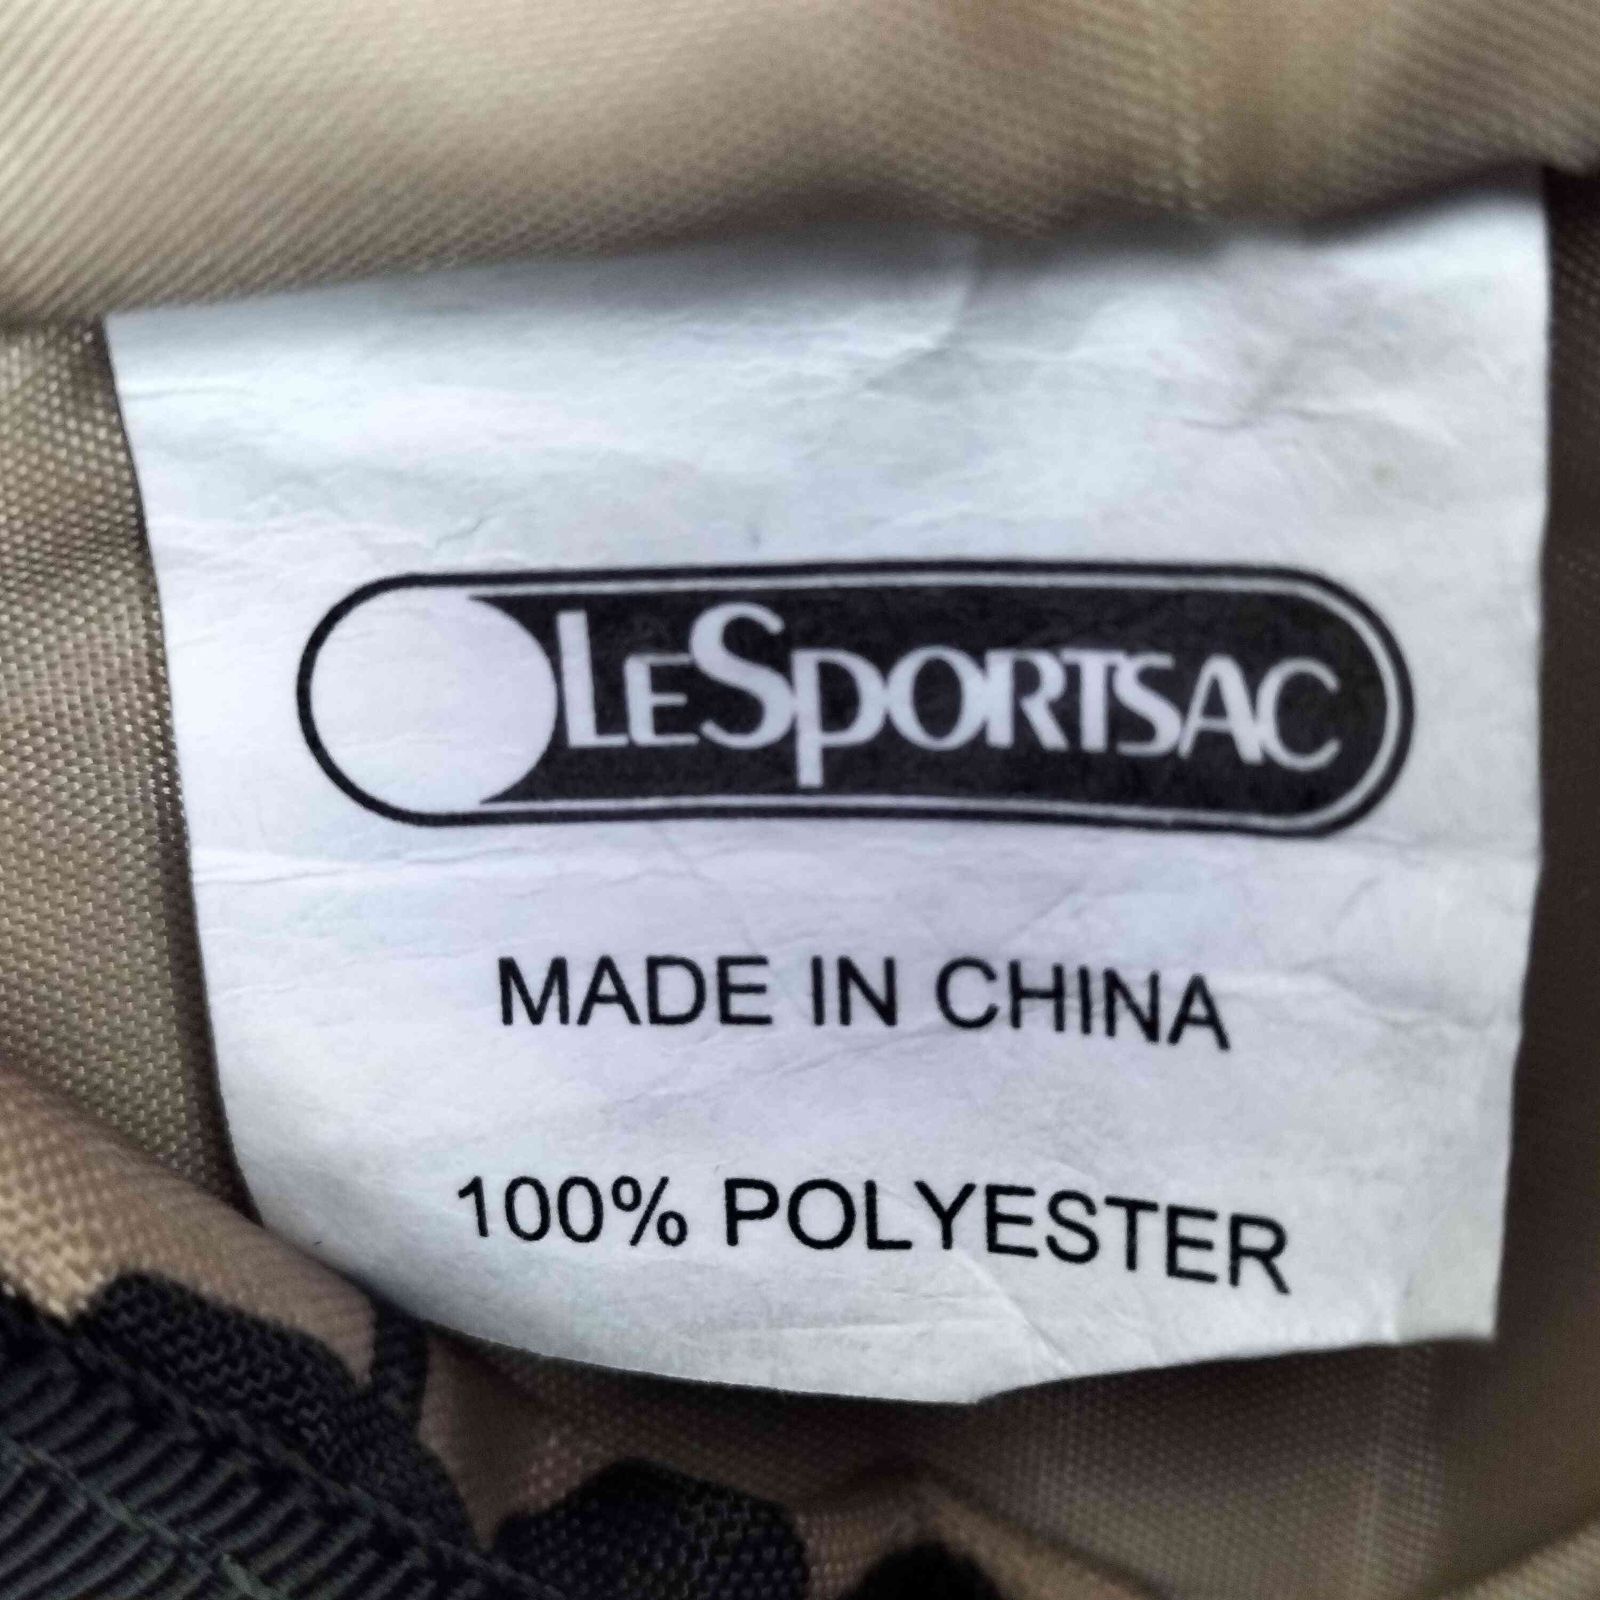 LESPORTSAC
MADE IN CHINA
100% POLYESTER